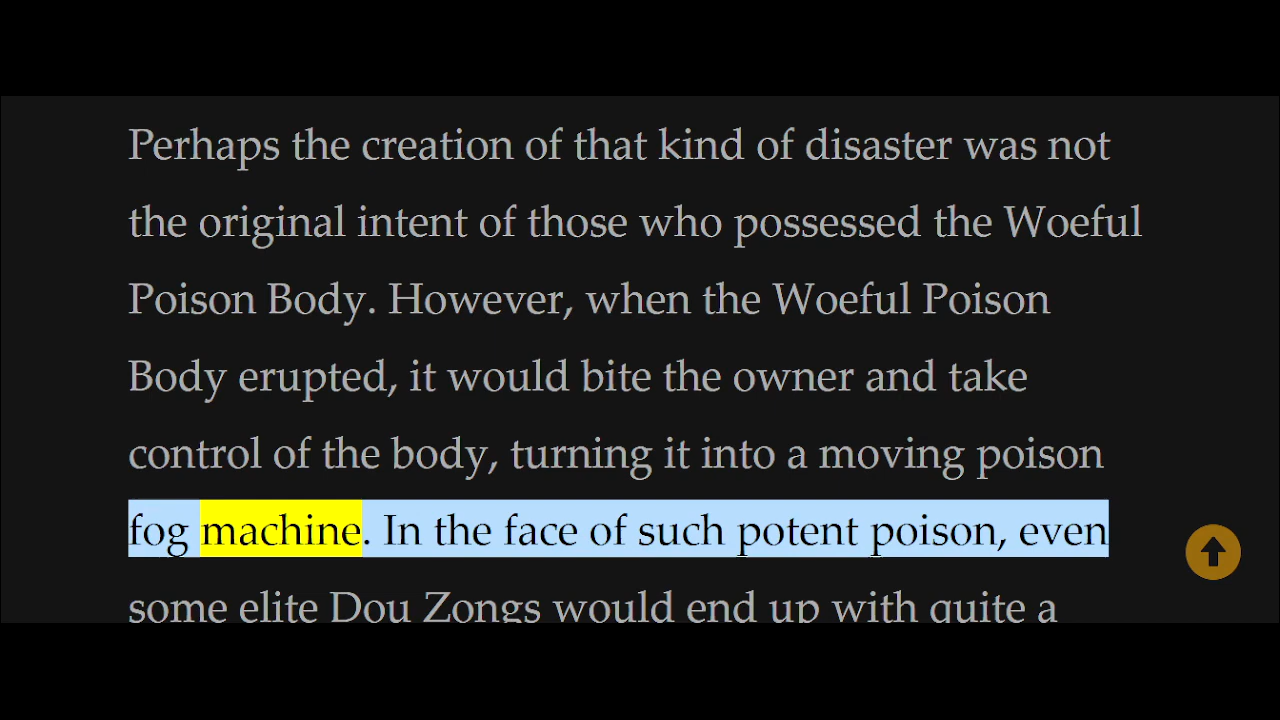 Perhaps the creation of that kind of disaster was not
the original intent of those who possessed the Woeful
Poison Body. However, when the Woeful Poison
Body erupted, it would bite the owner and take
control of the body, turning it into a moving poison
fog machine. In the face of such potent poison, even
some elite Dou Zongs would end up with quite a